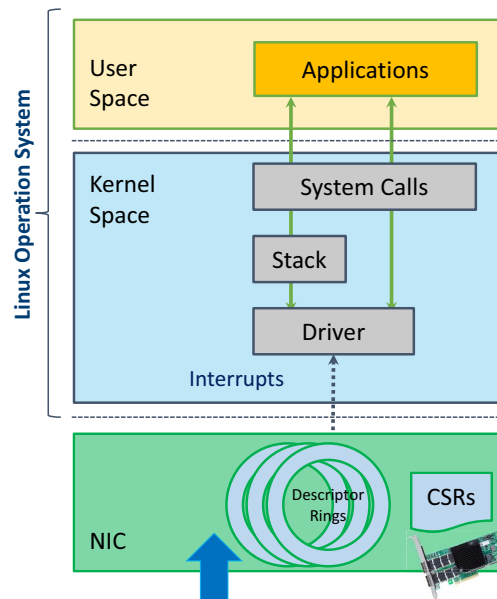 Linux Operation System
User
Space
Applications
Kernel
Space
System Calls
Stack
Driver
Interrupts
Descriptor
Rings
CSRs
NIC